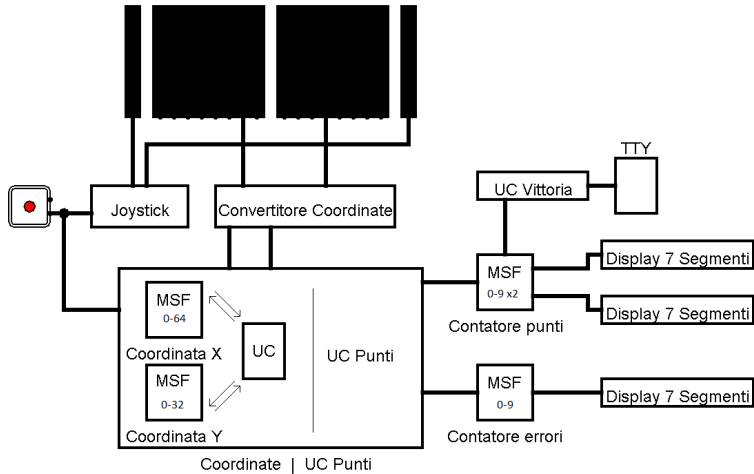 TTY
UC Vittoria
Joystick
Convertitore Coordinate
MSF
0-9 x2
Contatore punti
Display 7 Segmenti
Display 7 Segmenti
MSF
0-64
Coordinata X
UC
UC Punti
MSF
0-32
Coordinata Y
MSF
0-9
Contatore errori
Display 7 Segmenti
Coordinate | UC Punti